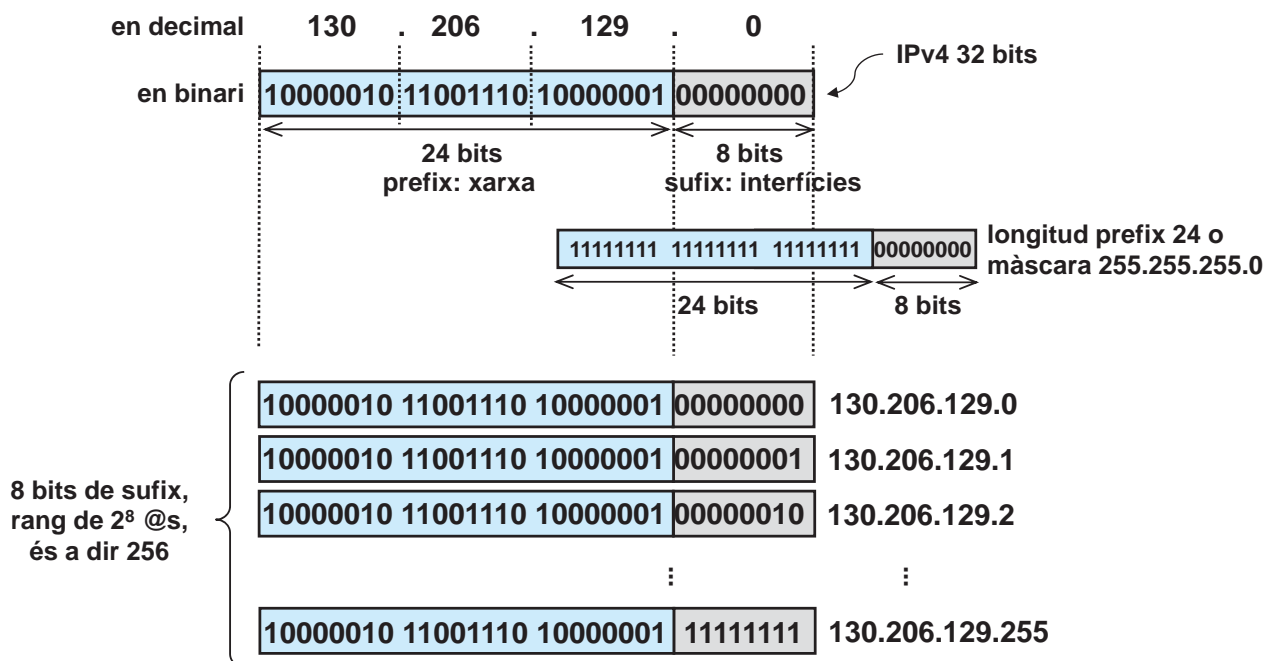 en decimal 130 . 206 . 129 . 0
IPv4 32 bits
en binari 10000010 11001110 10000001 00000000
24 bits
prefix: xarxa
8 bits
sufix: interfícies
11111111 11111111 11111111 00000000
longitud prefix 24 o
màscara 255.255.255.0
24 bits 8 bits
8 bits de sufix,
rang de 2⁸ @s,
és a dir 256
10000010 11001110 10000001 00000000 130.206.129.0
10000010 11001110 10000001 00000001 130.206.129.1
10000010 11001110 10000001 00000010 130.206.129.2
... ...
10000010 11001110 10000001 11111111 130.206.129.255